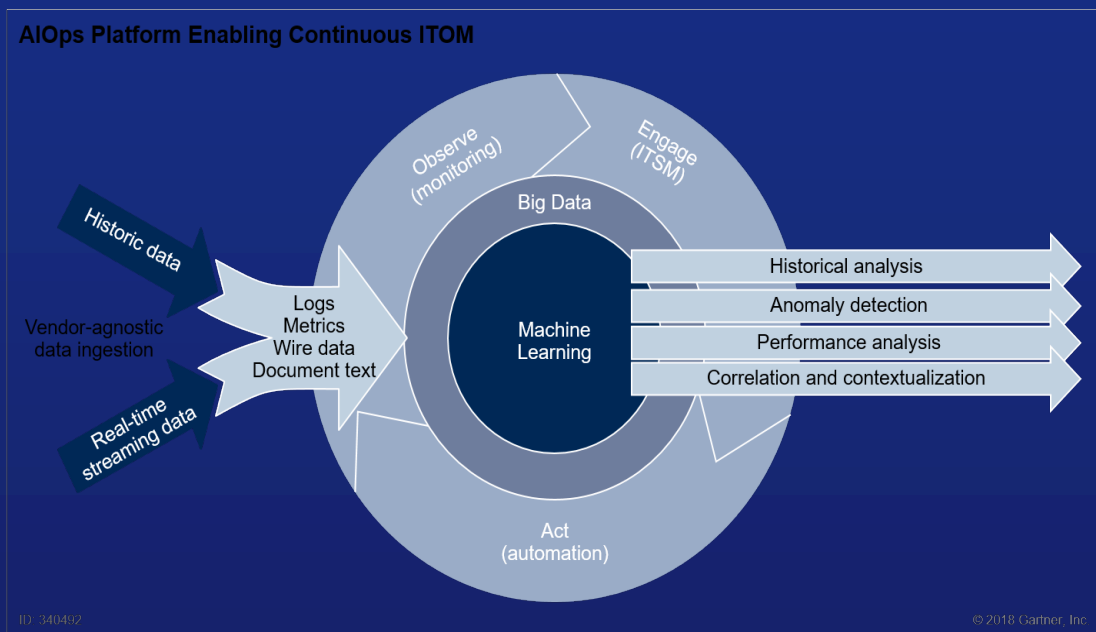 AIOps Platform Enabling Continuous ITOM
Observe
(monitoring)
Engage
(ITSM)
Big Data
Historic data
Vendor-agnostic
data ingestion
Real-time
streaming data
Logs
Metrics
Wire data
Document text
Machine
Learning
Historical analysis
Anomaly detection
Performance analysis
Correlation and contextualization
Act
(automation)
ID: 340492
© 2018 Gartner, Inc